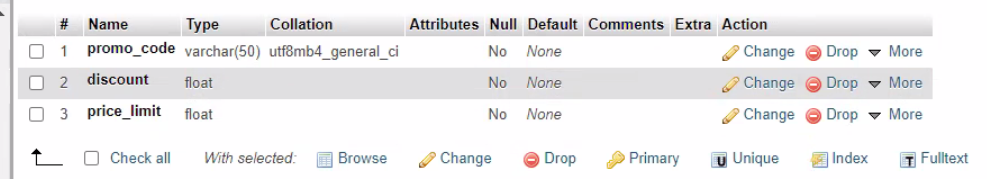 # Name Type Collation Attributes Null Default Comments Extra Action
1 promo_code varchar(50) utf8mb4_general_ci No None Change Drop More
2 discount float No None Change Drop More
3 price_limit float No None Change Drop More
Check all With selected: Browse Change Drop Primary U Unique Index T Fulltext